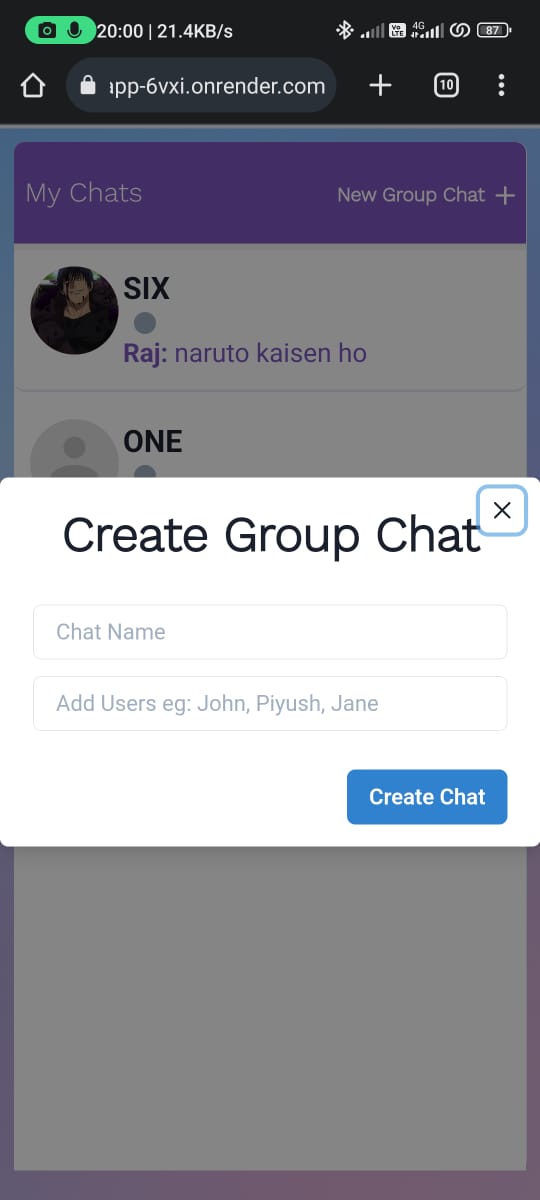 20:00 | 21.4KB/s
Vo LTE 4G 87
app-6vxi.onrender.com
10
My Chats
New Group Chat
SIX
Raj: naruto kaisen ho
ONE
Create Group Chat
Chat Name
Add Users eg: John, Piyush, Jane
Create Chat